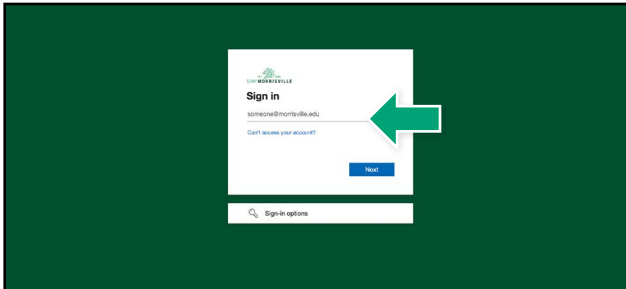 SUNY MORRISVILLE
Sign in
someone@morrisville.edu
Can't access your account?
Next
Sign-in options